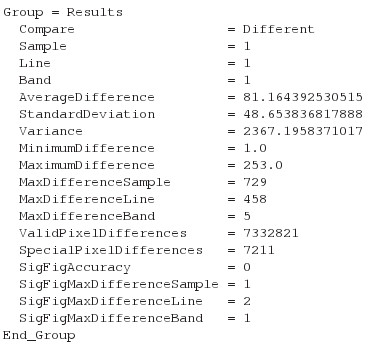 Group = Results
  Compare                   = Different
  Sample                    = 1
  Line                      = 1
  Band                      = 1
  AverageDifference         = 81.164392530515
  StandardDeviation         = 48.653836817888
  Variance                  = 2367.1958371017
  MinimumDifference         = 1.0
  MaximumDifference         = 253.0
  MaxDifferenceSample       = 729
  MaxDifferenceLine         = 458
  MaxDifferenceBand         = 5
  ValidPixelDifferences     = 7332821
  SpecialPixelDifferences   = 7211
  SigFigAccuracy            = 0
  SigFigMaxDifferenceSample = 1
  SigFigMaxDifferenceLine   = 2
  SigFigMaxDifferenceBand   = 1
End_Group